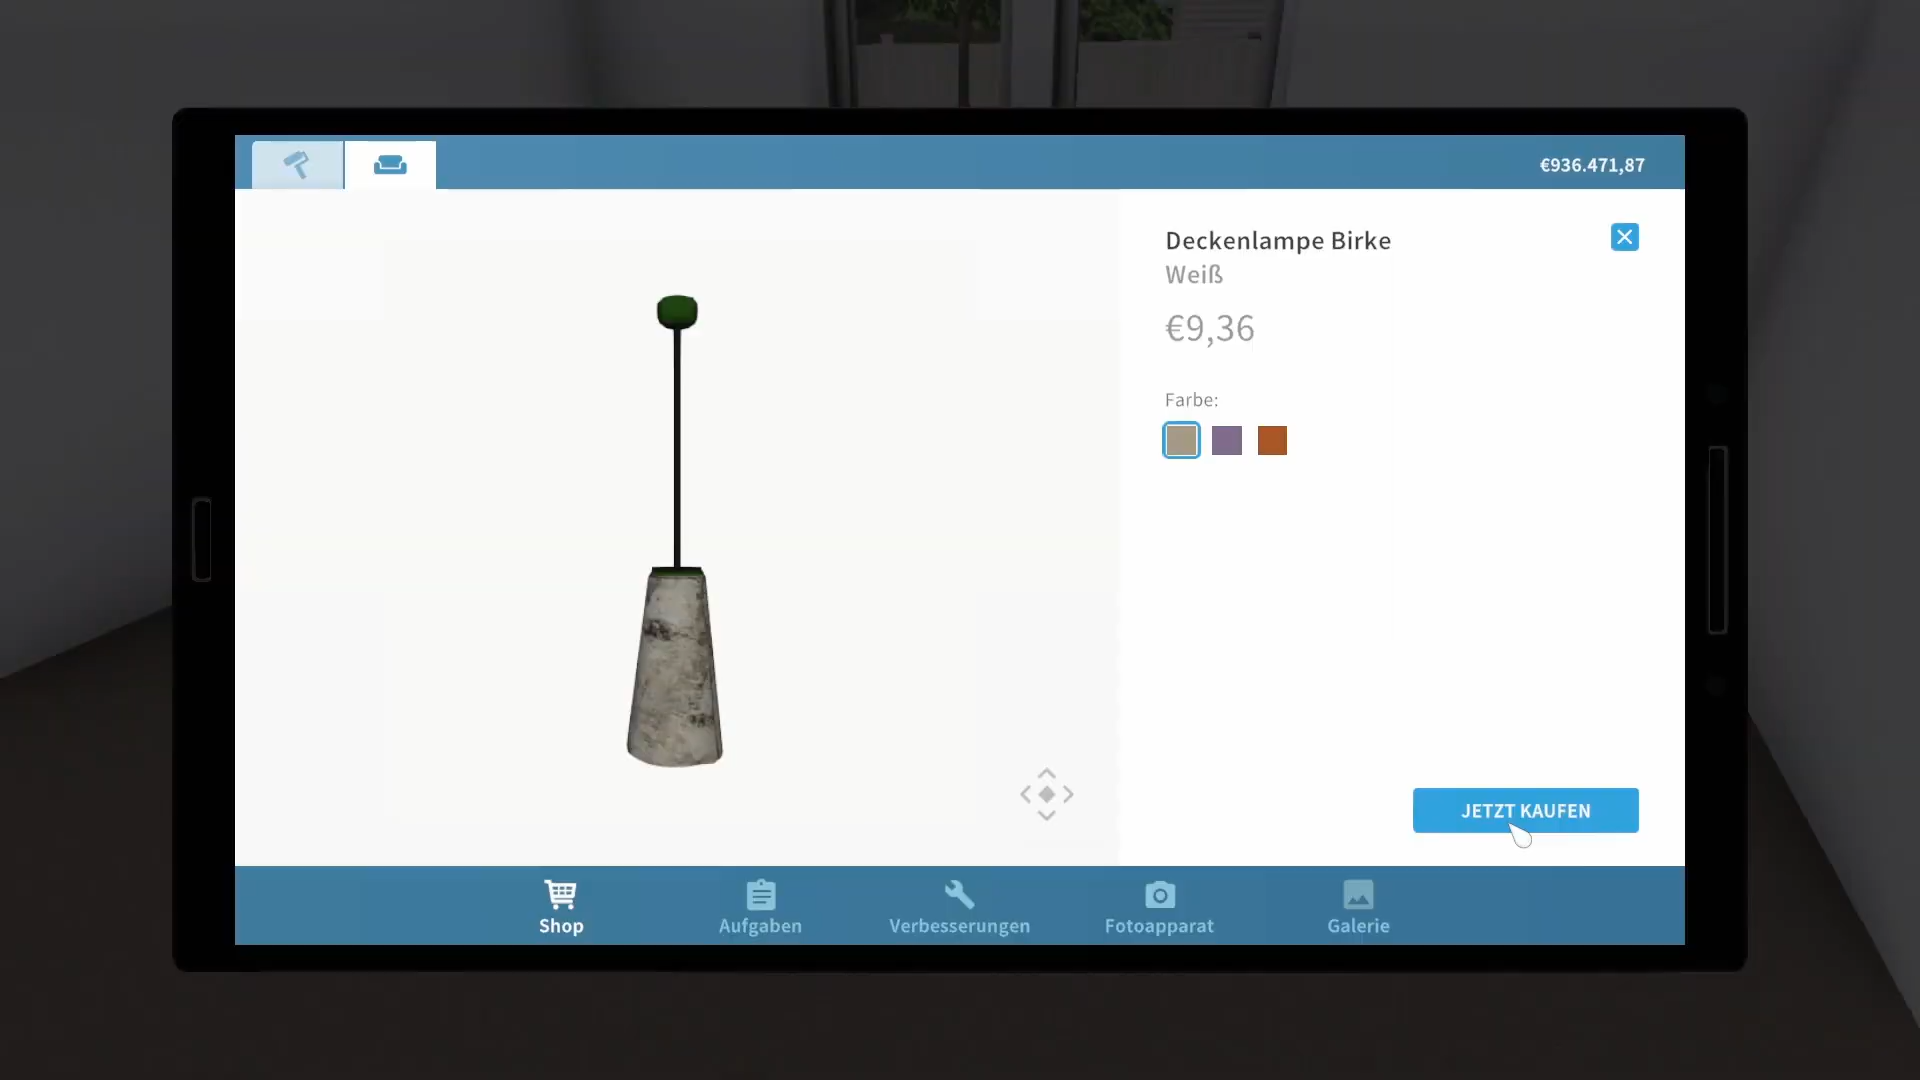 €936.471,87
Deckenlampe Birke
Weiß
€9,36
Farbe:
JETZT KAUFEN
Shop
Aufgaben
Verbesserungen
Fotoapparat
Galerie